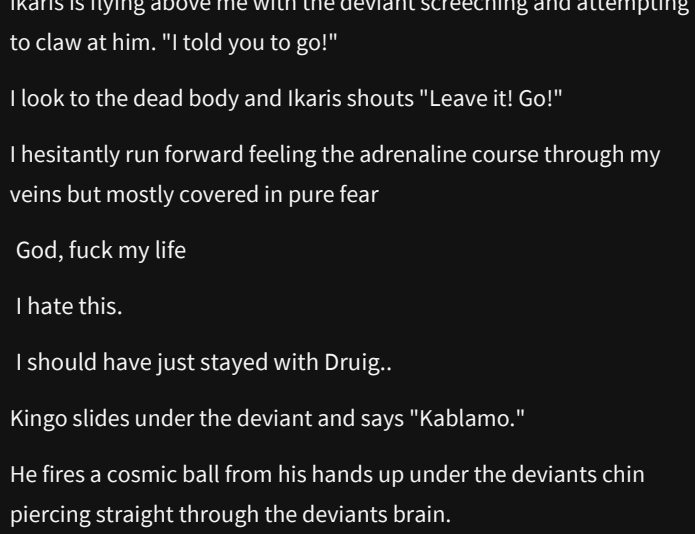 Ikaris is flying above me with the deviant screeching and attempting
to claw at him. "I told you to go!"
I look to the dead body and Ikaris shouts "Leave it! Go!"
I hesitantly run forward feeling the adrenaline course through my
veins but mostly covered in pure fear
God, fuck my life
I hate this.
I should have just stayed with Druig..
Kingo slides under the deviant and says "Kablamo."
He fires a cosmic ball from his hands up under the deviants chin
piercing straight through the deviants brain.